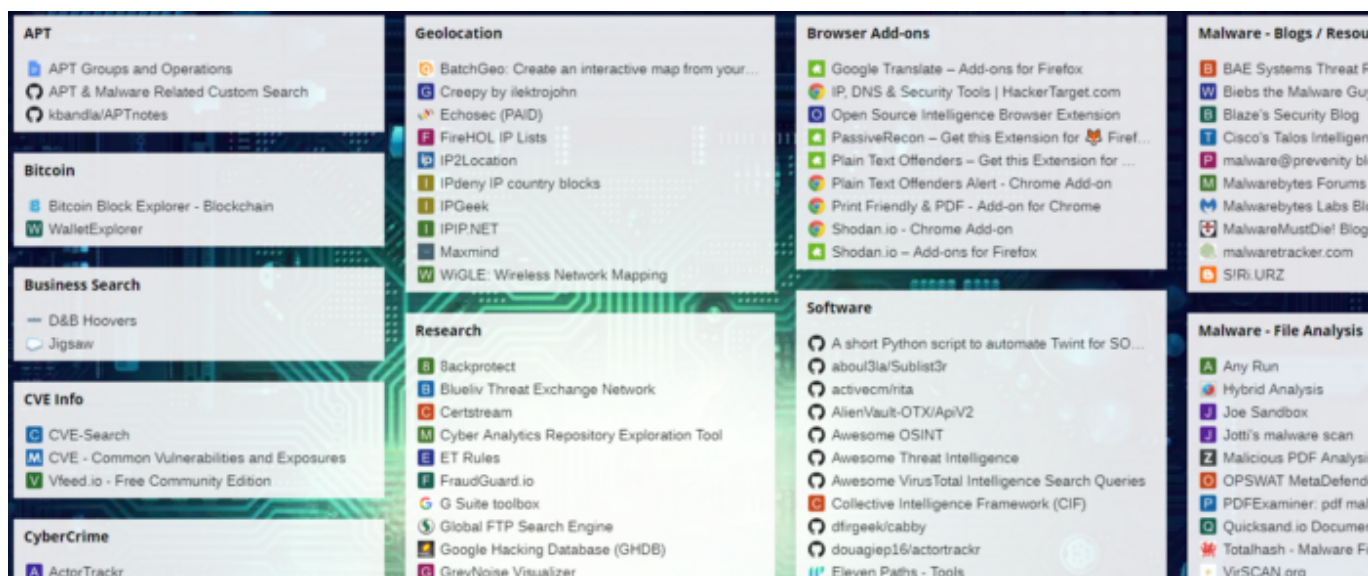 APT
APT Groups and Operations
APT & Malware Related Custom Search
kbandla/APTnotes
Bitcoin
Bitcoin Block Explorer - Blockchain
WalletExplorer
Business Search
D&B Hoovers
Jigsaw
CVE Info
CVE-Search
CVE - Common Vulnerabilities and Exposures
Vfeed.io - Free Community Edition
CyberCrime
ActorTrackr
Geolocation
BatchGeo: Create an interactive map from your...
Creepy by ilektrojohn
Echosec (PAID)
FireHOL IP Lists
IP2Location
IPdeny IP country blocks
IPGeek
IPIP.NET
Maxmind
WiGLE: Wireless Network Mapping
Research
Backprotect
Blueliv Threat Exchange Network
Certstream
Cyber Analytics Repository Exploration Tool
ET Rules
FraudGuard.io
G Suite toolbox
Global FTP Search Engine
Google Hacking Database (GHDB)
GreyNoise Visualizer
Browser Add-ons
Google Translate – Add-ons for Firefox
IP, DNS & Security Tools | HackerTarget.com
Open Source Intelligence Browser Extension
PassiveRecon – Get this Extension for 🦊 Firef...
Plain Text Offenders – Get this Extension for ...
Plain Text Offenders Alert - Chrome Add-on
Print Friendly & PDF - Add-on for Chrome
Shodan.io - Chrome Add-on
Shodan.io – Add-ons for Firefox
Software
A short Python script to automate Twint for SO...
aboul3la/Sublist3r
activecm/rita
AlienVault-OTX/ApiV2
Awesome OSINT
Awesome Threat Intelligence
Awesome VirusTotal Intelligence Search Queries
Collective Intelligence Framework (CIF)
dfirgeek/cabby
douagiep16/actortrackr
Eleven Paths - Tools
Malware - Blogs / Resou
BAE Systems Threat
Biebs the Malware Guy
Blaze's Security Blog
Cisco's Talos Intelligen
malware@prevenity blo
Malwarebytes Forums
Malwarebytes Labs Blo
MalwareMustDie! Blog
malwaretracker.com
S!Ri.URZ
Malware - File Analysis
Any Run
Hybrid Analysis
Joe Sandbox
Jotti's malware scan
Malicious PDF Analysi
OPSWAT MetaDefend
PDFExaminer: pdf mal
Quicksand.io Docume
Totalhash - Malware
VirSCAN.org